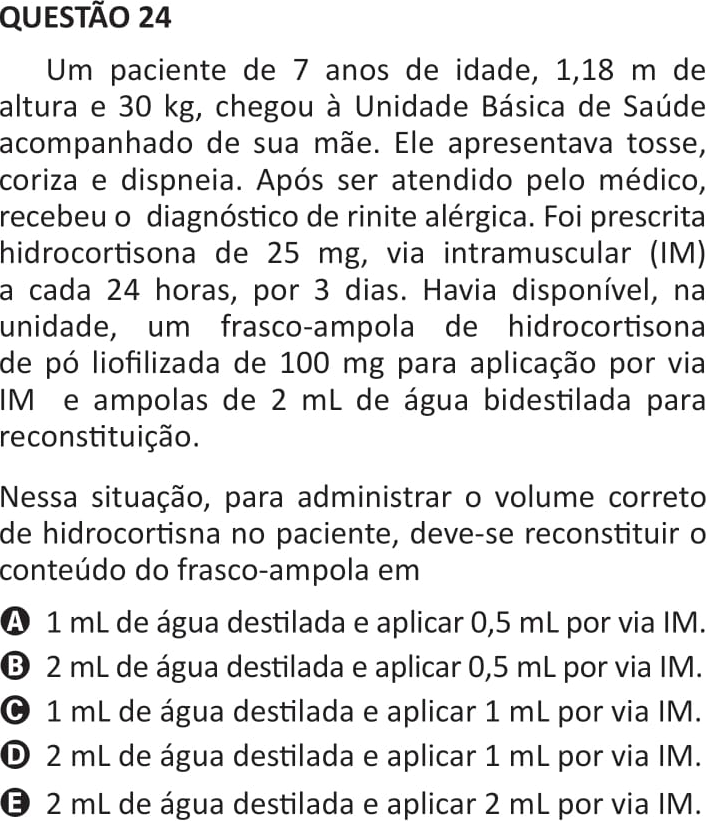 QUESTÃO 24
Um paciente de 7 anos de idade, 1,18 m de
altura e 30 kg, chegou à Unidade Básica de Saúde
acompanhado de sua mãe. Ele apresentava tosse,
coriza e dispneia. Após ser atendido pelo médico,
recebeu o diagnóstico de rinite alérgica. Foi prescrita
hidrocortisona de 25 mg, via intramuscular (IM)
a cada 24 horas, por 3 dias. Havia disponível, na
unidade, um frasco-ampola de hidrocortisona
de pó liofilizada de 100 mg para aplicação por via
IM e ampolas de 2 mL de água bidestilada para
reconstituição.
Nessa situação, para administrar o volume correto
de hidrocortisna no paciente, deve-se reconstituir o
conteúdo do frasco-ampola em
A 1 mL de água destilada e aplicar 0,5 mL por via IM.
B 2 mL de água destilada e aplicar 0,5 mL por via IM.
C 1 mL de água destilada e aplicar 1 mL por via IM.
D 2 mL de água destilada e aplicar 1 mL por via IM.
E 2 mL de água destilada e aplicar 2 mL por via IM.